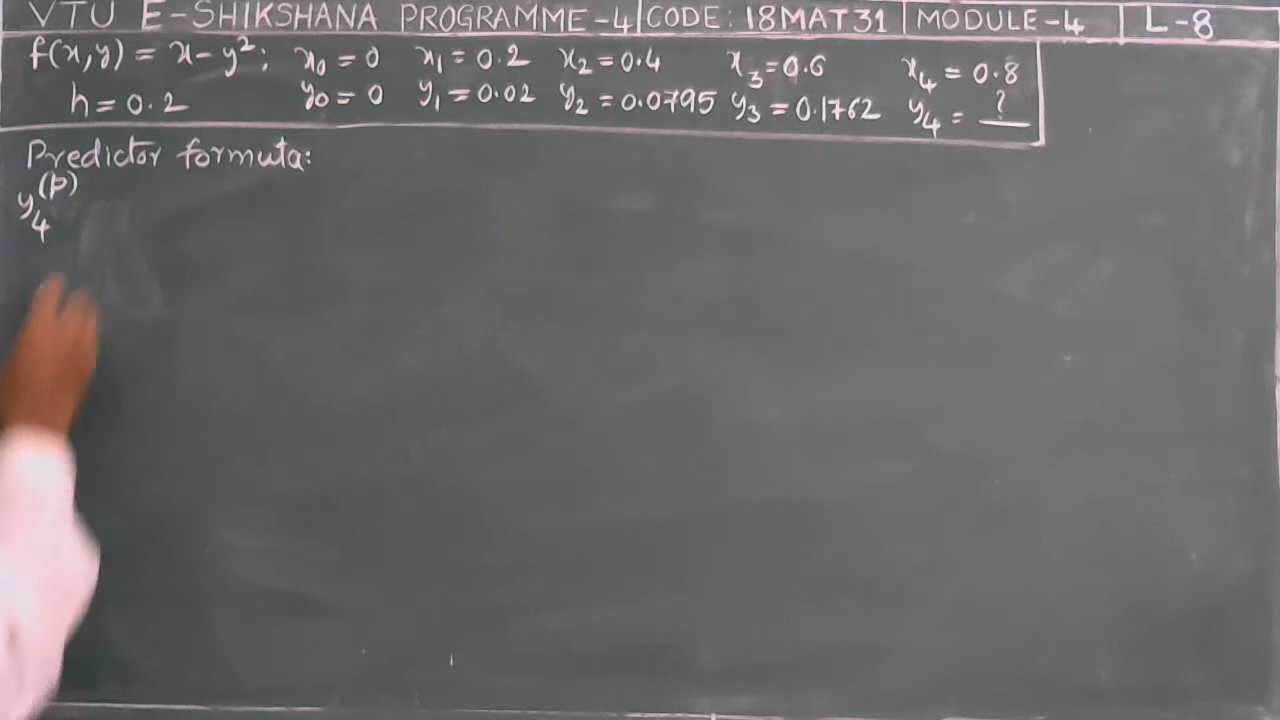 VTU E-SHIKSHANA PROGRAMME-4 CODE: 18MAT31 MODULE-4 L-8
f(x,y) = x - y²; x₀ = 0 x₁ = 0.2 x₂ = 0.4 x₃ = 0.6 x₄ = 0.8
h = 0.2 y₀ = 0 y₁ = 0.02 y₂ = 0.0795 y₃ = 0.1762 y₄ = ?
Predictor formuta:
y₄⁽ᵖ⁾